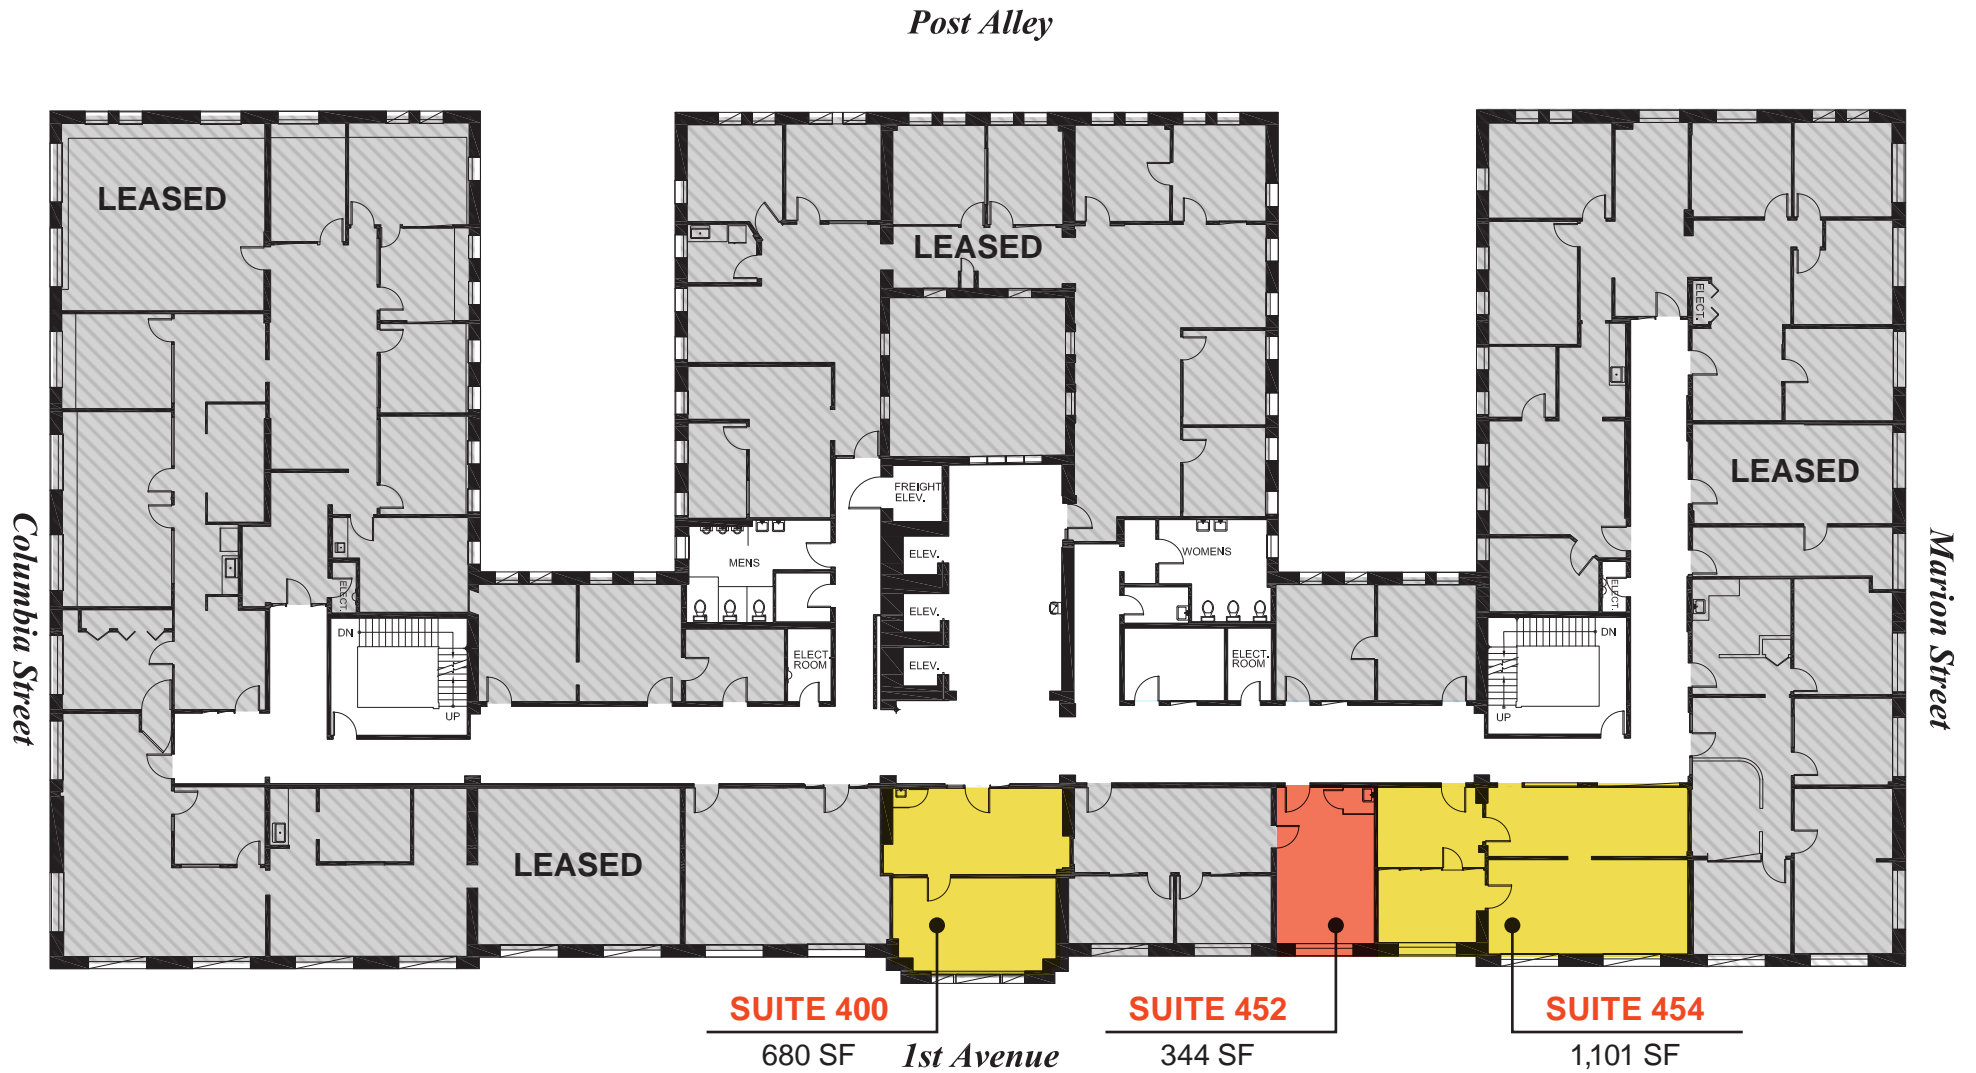 Post Alley
LEASED
LEASED
ELECT.
LEASED
FREIGHT
ELEV.
Columbia Street
Marion Street
ELEV.
MENS
WOMENS
ELECT.
ELECT.
ELEV.
DN
DN
ELECT.
ROOM
ELECT.
ROOM
ELEV.
UP
UP
LEASED
SUITE 400
680 SF
1st Avenue
SUITE 452
344 SF
SUITE 454
1,101 SF